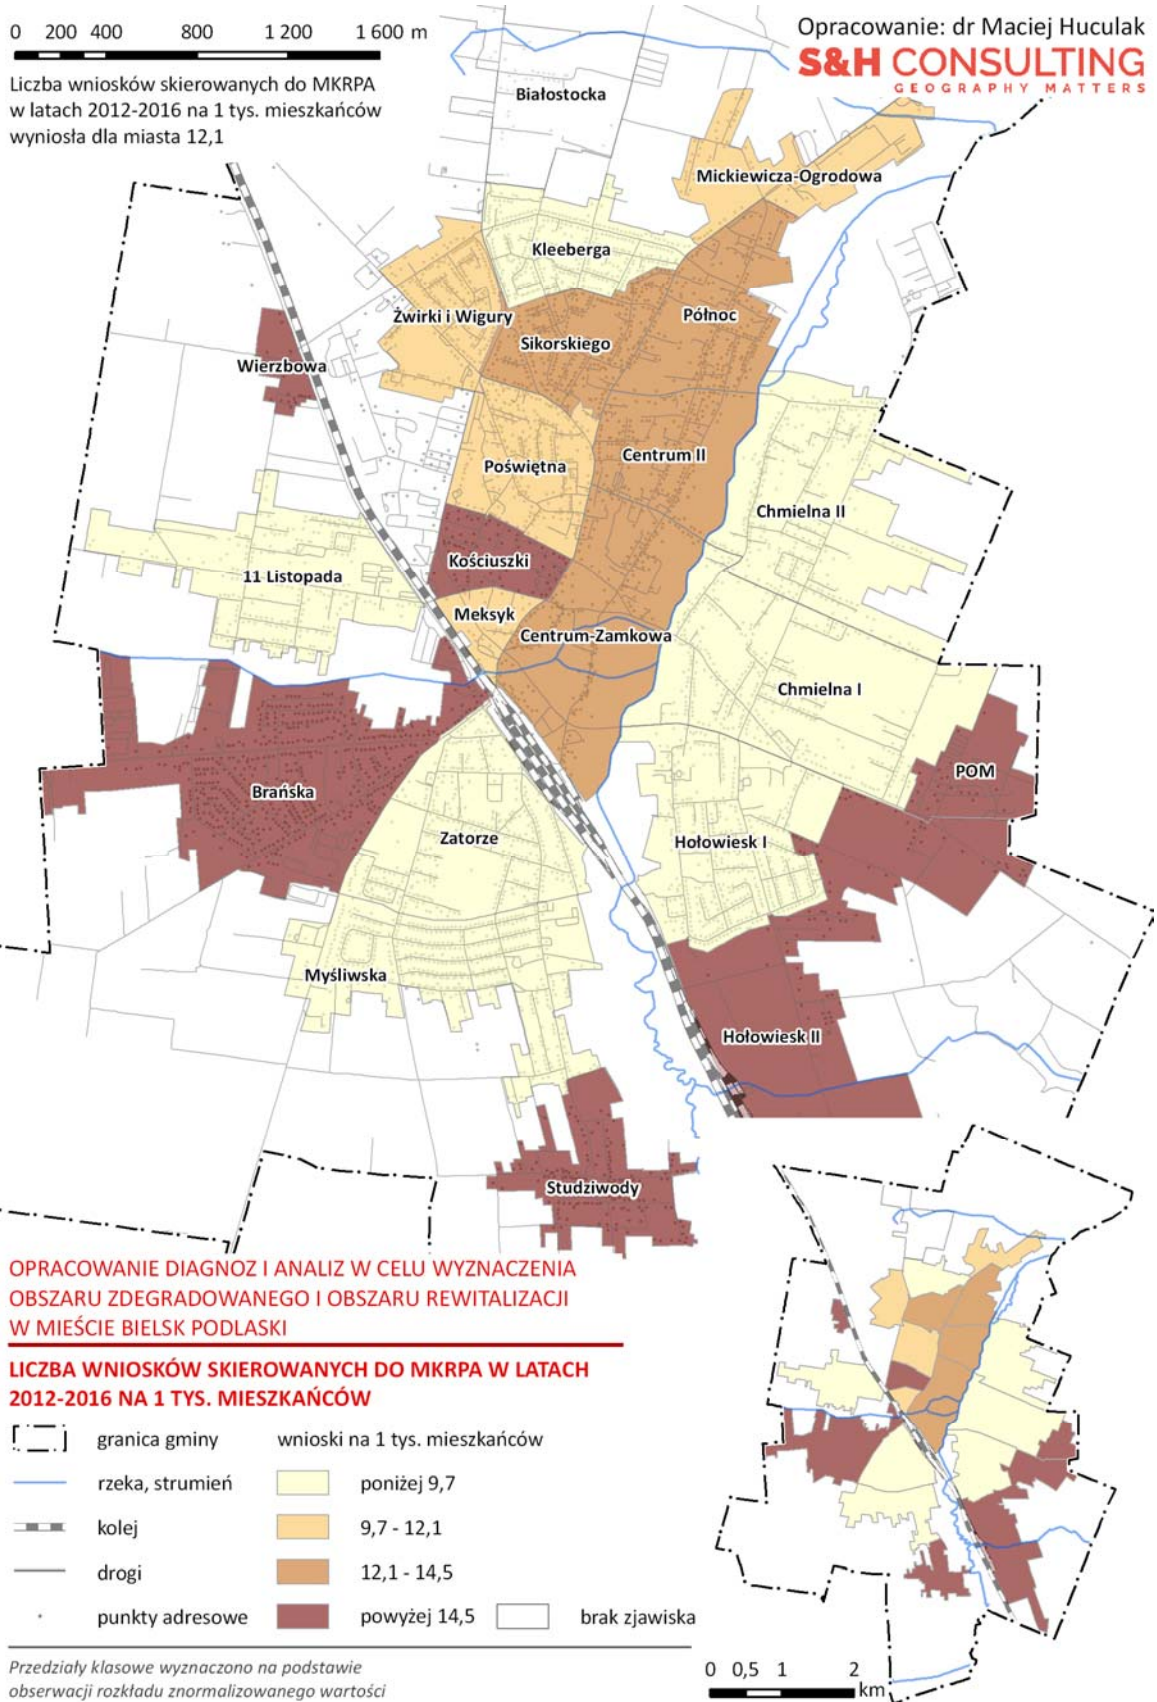 0 200 400 800 1 200 1 600 m
Opracowanie: dr Maciej Huculak
S&H CONSULTING
GEOGRAPHY MATTERS
Liczba wniosków skierowanych do MKRPA
w latach 2012-2016 na 1 tys. mieszkańców
wyniosła dla miasta 12,1
Białostocka
Mickiewicza-Ogrodowa
Kleeberga
Żwirki i Wigury
Północ
Sikorskiego
Wierzbowa
Centrum II
Poświętna
Chmielna II
Kościuszki
11 Listopada
Meksyk
Centrum-Zamkowa
Chmielna I
POM
Brańska
Zatorze
Hołowiesk I
Myśliwska
Hołowiesk II
Studziwody
OPRACOWANIE DIAGNOZ I ANALIZ W CELU WYZNACZENIA
OBSZARU ZDEGRADOWANEGO I OBSZARU REWITALIZACJI
W MIEŚCIE BIELSK PODLASKI
LICZBA WNIOSKÓW SKIEROWANYCH DO MKRPA W LATACH
2012-2016 NA 1 TYS. MIESZKAŃCÓW
granica gminy wnioski na 1 tys. mieszkańców
rzeka, strumień poniżej 9,7
kolej 9,7 - 12,1
drogi 12,1 - 14,5
punkty adresowe powyżej 14,5 brak zjawiska
Przedziały klasowe wyznaczono na podstawie
obserwacji rozkładu znormalizowanego wartości
0 0,5 1 2
km